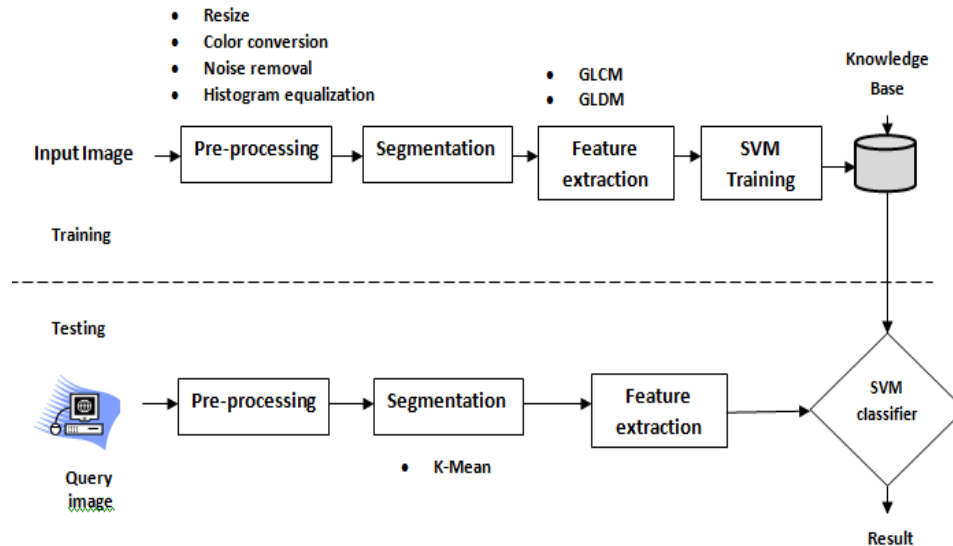 • Resize
• Color conversion
• Noise removal
• Histogram equalization
• GLCM
• GLDM
Knowledge
Base
Input Image
Pre-processing
Segmentation
Feature
extraction
SVM
Training
Training
Testing
Pre-processing
Segmentation
Feature
extraction
SVM
classifier
• K-Mean
Query
image
Result